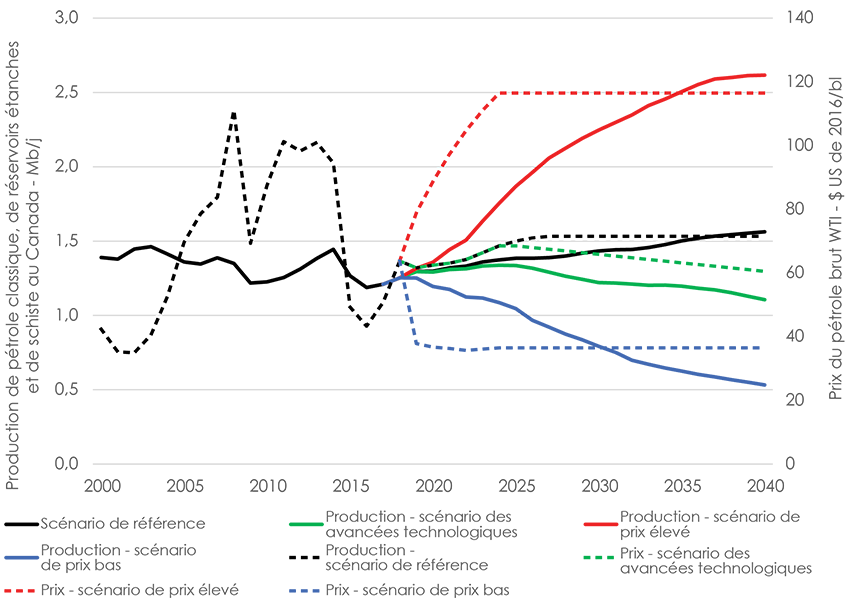 Production de pétrole classique, de réservoirs étanches
et de schiste au Canada - Mb/j
3.0
2.5
2.0
1.5
1.0
0.5
0.0
140
120
100
80
60
40
20
0
Prix du pétrole brut WTI - $ US de 2016/bl
2000 2005 2010 2015 2020 2025 2030 2035 2040
Scénario de référence
Production - scénario des
avancées technologiques
Production - scénario de
prix élevé
Production - scénario
de prix bas
Production -
scénario de référence
Prix - scénario des
avancées technologiques
Prix - scénario de prix élevé
Prix - scénario de prix bas